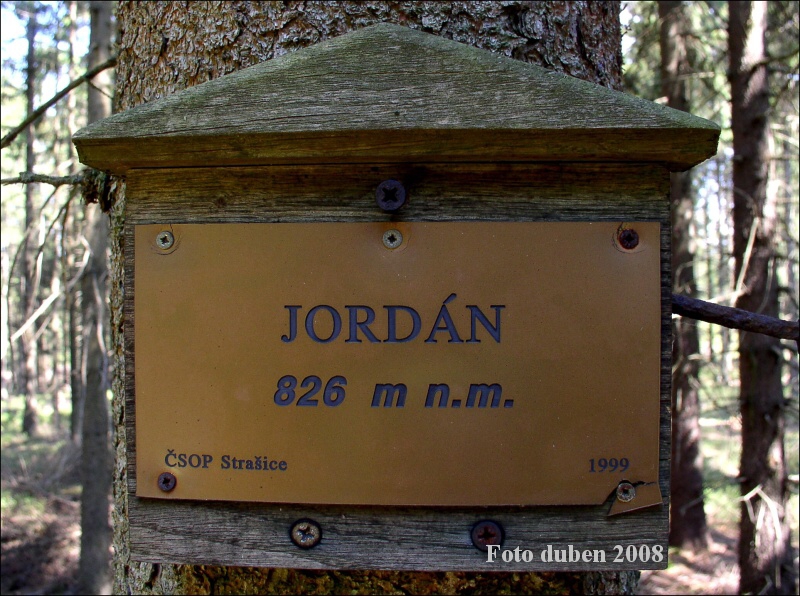 JORDÁN
826 m n.m.
ČSOP Strašice
1999
Foto duben 2008